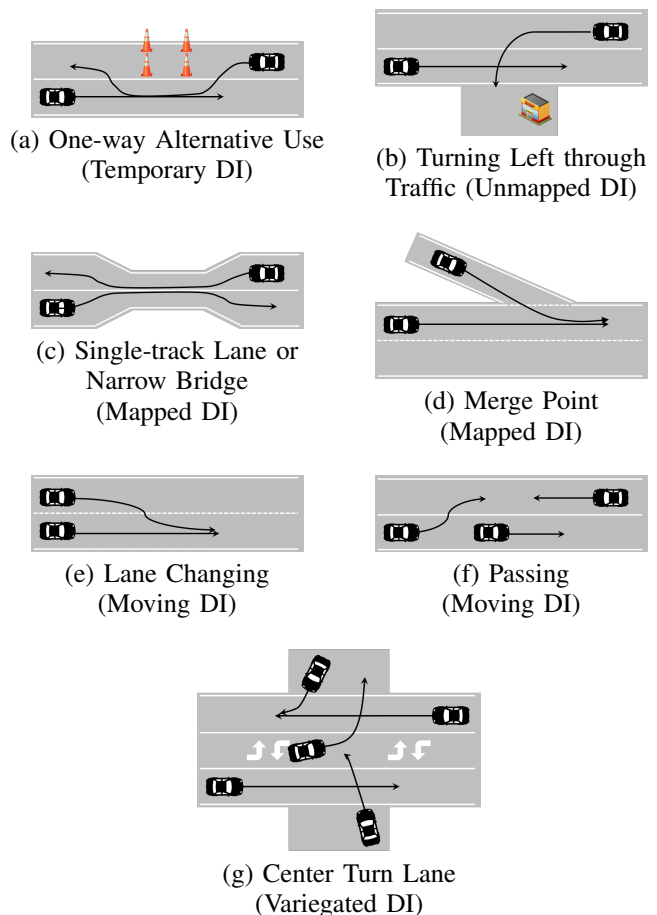 (a) One-way Alternative Use
(Temporary DI)
(b) Turning Left through
Traffic (Unmapped DI)
(c) Single-track Lane or
Narrow Bridge
(Mapped DI)
(d) Merge Point
(Mapped DI)
(e) Lane Changing
(Moving DI)
(f) Passing
(Moving DI)
(g) Center Turn Lane
(Variegated DI)